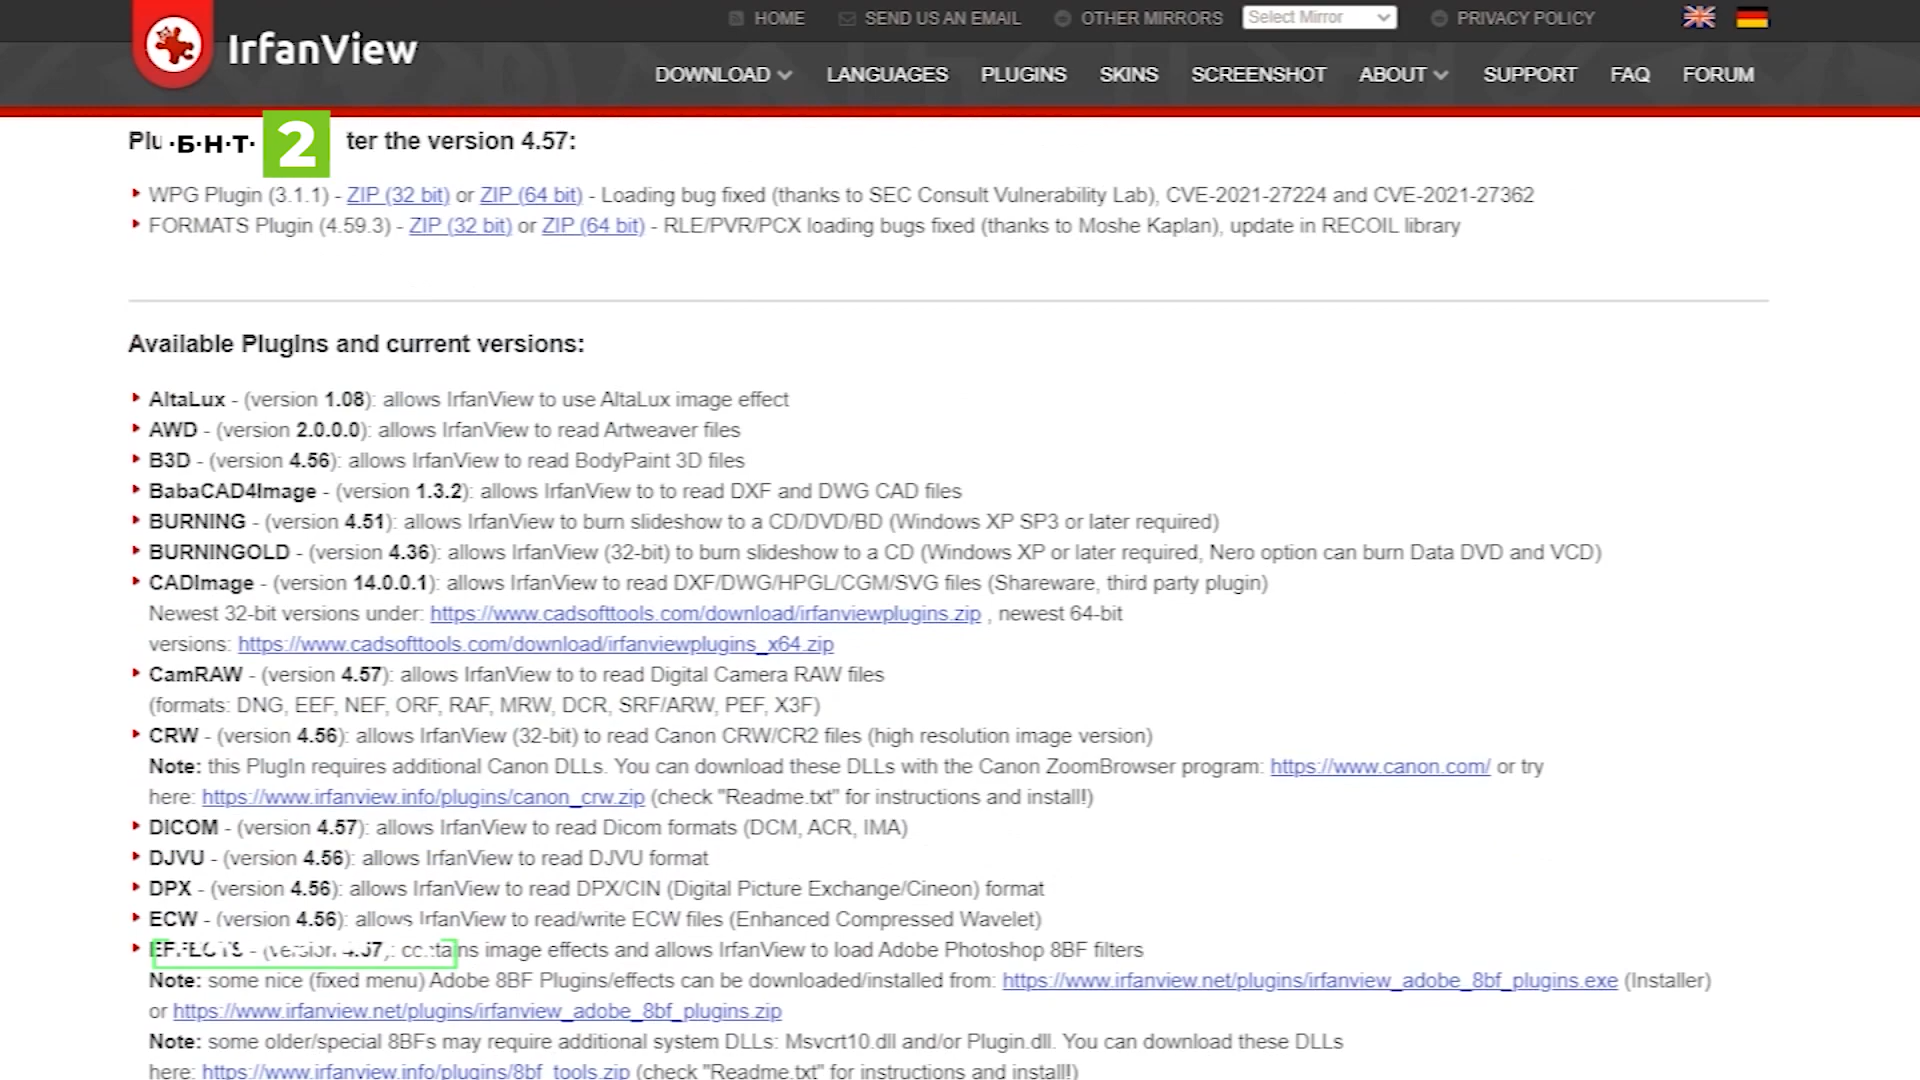 HOME SEND US AN EMAIL OTHER MIRRORS Select Mirror PRIVACY POLICY
IrfanView
DOWNLOAD LANGUAGES PLUGINS SKINS SCREENSHOT ABOUT SUPPORT FAQ FORUM
Plu ·Б·Н·Т· 2 ter the version 4.57:
WPG Plugin (3.1.1) - ZIP (32 bit) or ZIP (64 bit) - Loading bug fixed (thanks to SEC Consult Vulnerability Lab), CVE-2021-27224 and CVE-2021-27362
FORMATS Plugin (4.59.3) - ZIP (32 bit) or ZIP (64 bit) - RLE/PVR/PCX loading bugs fixed (thanks to Moshe Kaplan), update in RECOIL library
Available PlugIns and current versions:
AltaLux - (version 1.08): allows IrfanView to use AltaLux image effect
AWD - (version 2.0.0.0): allows IrfanView to read Artweaver files
B3D - (version 4.56): allows IrfanView to read BodyPaint 3D files
BabaCAD4Image - (version 1.3.2): allows IrfanView to to read DXF and DWG CAD files
BURNING - (version 4.51): allows IrfanView to burn slideshow to a CD/DVD/BD (Windows XP SP3 or later required)
BURNINGOLD - (version 4.36): allows IrfanView (32-bit) to burn slideshow to a CD (Windows XP or later required, Nero option can burn Data DVD and VCD)
CADImage - (version 14.0.0.1): allows IrfanView to read DXF/DWG/HPGL/CGM/SVG files (Shareware, third party plugin)
Newest 32-bit versions under: https://www.cadsofttools.com/download/irfanviewplugins.zip , newest 64-bit
versions: https://www.cadsofttools.com/download/irfanviewplugins_x64.zip
CamRAW - (version 4.57): allows IrfanView to to read Digital Camera RAW files
(formats: DNG, EEF, NEF, ORF, RAF, MRW, DCR, SRF/ARW, PEF, X3F)
CRW - (version 4.56): allows IrfanView (32-bit) to read Canon CRW/CR2 files (high resolution image version)
Note: this PlugIn requires additional Canon DLLs. You can download these DLLs with the Canon ZoomBrowser program: https://www.canon.com/ or try
here: https://www.irfanview.info/plugins/canon_crw.zip (check "Readme.txt" for instructions and install!)
DICOM - (version 4.57): allows IrfanView to read Dicom formats (DCM, ACR, IMA)
DJVU - (version 4.56): allows IrfanView to read DJVU format
DPX - (version 4.56): allows IrfanView to read DPX/CIN (Digital Picture Exchange/Cineon) format
ECW - (version 4.56): allows IrfanView to read/write ECW files (Enhanced Compressed Wavelet)
EFFECTS - (version 4.57): contains image effects and allows IrfanView to load Adobe Photoshop 8BF filters
Note: some nice (fixed menu) Adobe 8BF Plugins/effects can be downloaded/installed from: https://www.irfanview.net/plugins/irfanview_adobe_8bf_plugins.exe (Installer)
or https://www.irfanview.net/plugins/irfanview_adobe_8bf_plugins.zip
Note: some older/special 8BFs may require additional system DLLs: Msvcrt10.dll and/or Plugin.dll. You can download these DLLs
here: https://www.irfanview.info/plugins/8bf_tools.zip (check "Readme.txt" for instructions and install!)